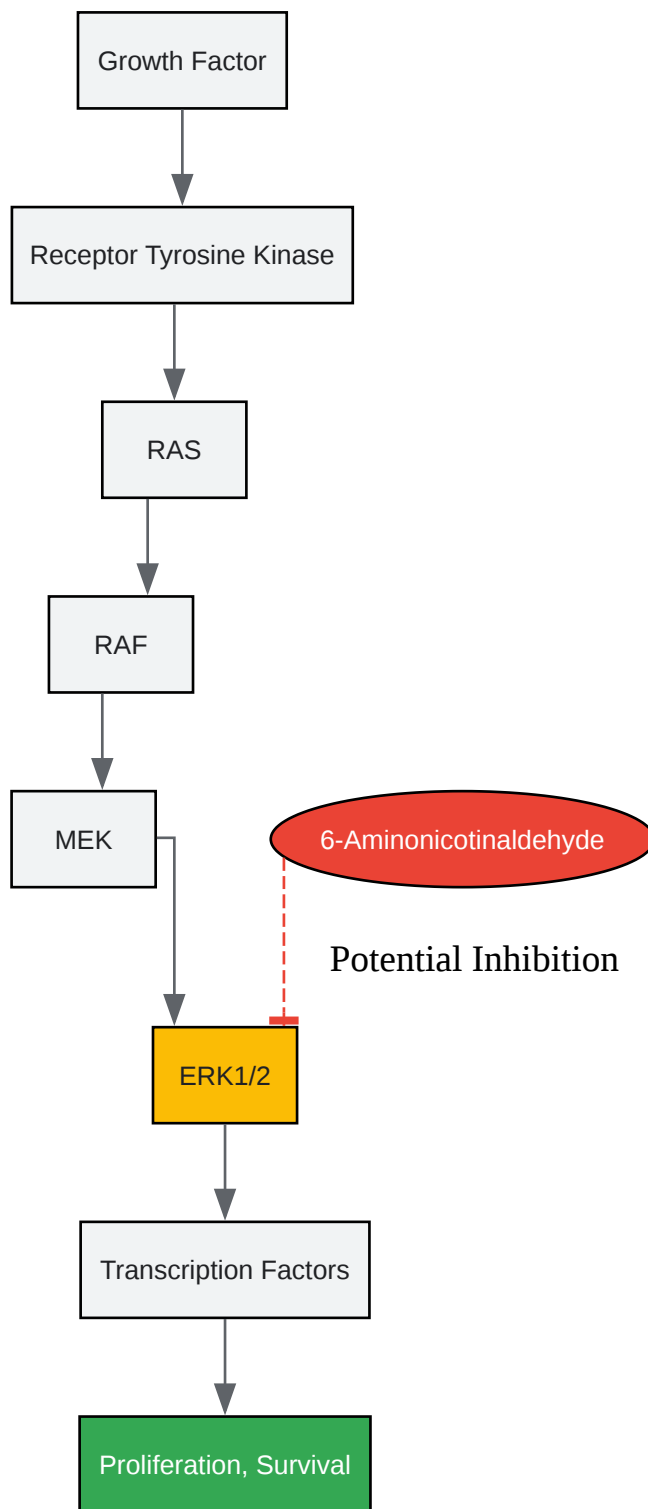 Growth Factor
Receptor Tyrosine Kinase
RAS
RAF
MEK
6-Aminonicotinaldehyde
Potential Inhibition
ERK1/2
Transcription Factors
Proliferation, Survival